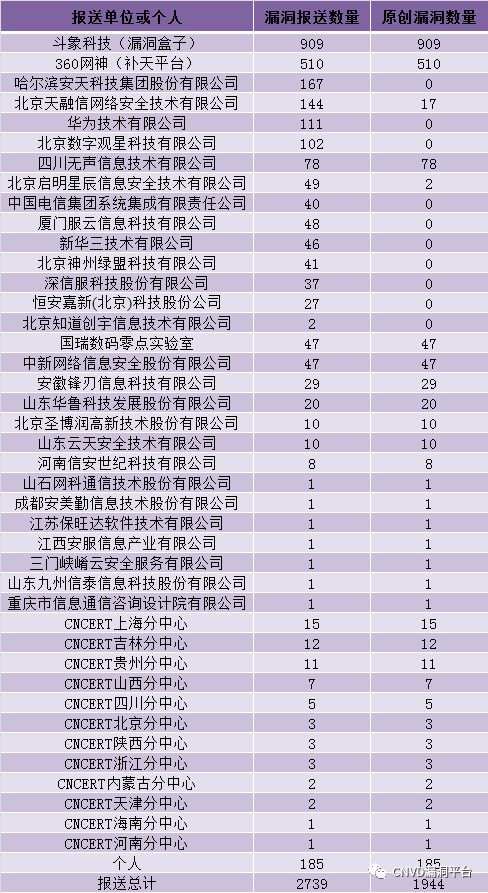 报送单位或个人 漏洞报送数量 原创漏洞数量
斗象科技（漏洞盒子） 909 909
360网神（补天平台） 510 510
哈尔滨安天科技集团股份有限公司 167 0
北京天融信网络安全技术有限公司 144 17
华为技术有限公司 111 0
北京数字观星科技有限公司 102 0
四川无声信息技术有限公司 78 78
北京启明星辰信息安全技术有限公司 49 2
中国电信集团系统集成有限责任公司 40 0
厦门服云信息科技有限公司 48 0
新华三技术有限公司 46 0
北京神州绿盟科技有限公司 41 0
深信服科技股份有限公司 37 0
恒安嘉新(北京)科技股份公司 27 0
北京知道创宇信息技术有限公司 2 0
国瑞数码零点实验室 47 47
中新网络信息安全股份有限公司 47 47
安徽锋刃信息科技有限公司 29 29
山东华鲁科技发展股份有限公司 20 20
北京圣博润高新技术股份有限公司 10 10
山东云天安全技术有限公司 10 10
河南信安世纪科技有限公司 8 8
山石网科通信技术股份有限公司 1 1
成都安美勤信息技术股份有限公司 1 1
江苏保旺达软件技术有限公司 1 1
江西安服信息产业有限公司 1 1
三门峡崤云安全服务有限公司 1 1
山东九州信泰信息科技股份有限公司 1 1
重庆市信息通信咨询设计院有限公司 1 1
CNCERT上海分中心 15 15
CNCERT吉林分中心 12 12
CNCERT贵州分中心 11 11
CNCERT山西分中心 7 7
CNCERT四川分中心 5 5
CNCERT北京分中心 3 3
CNCERT陕西分中心 3 3
CNCERT浙江分中心 3 3
CNCERT内蒙古分中心 2 2
CNCERT天津分中心 2 2
CNCERT海南分中心 1 1
CNCERT河南分中心 1 1
个人 185 185
报送总计 2739 1944
CNVD漏洞平台